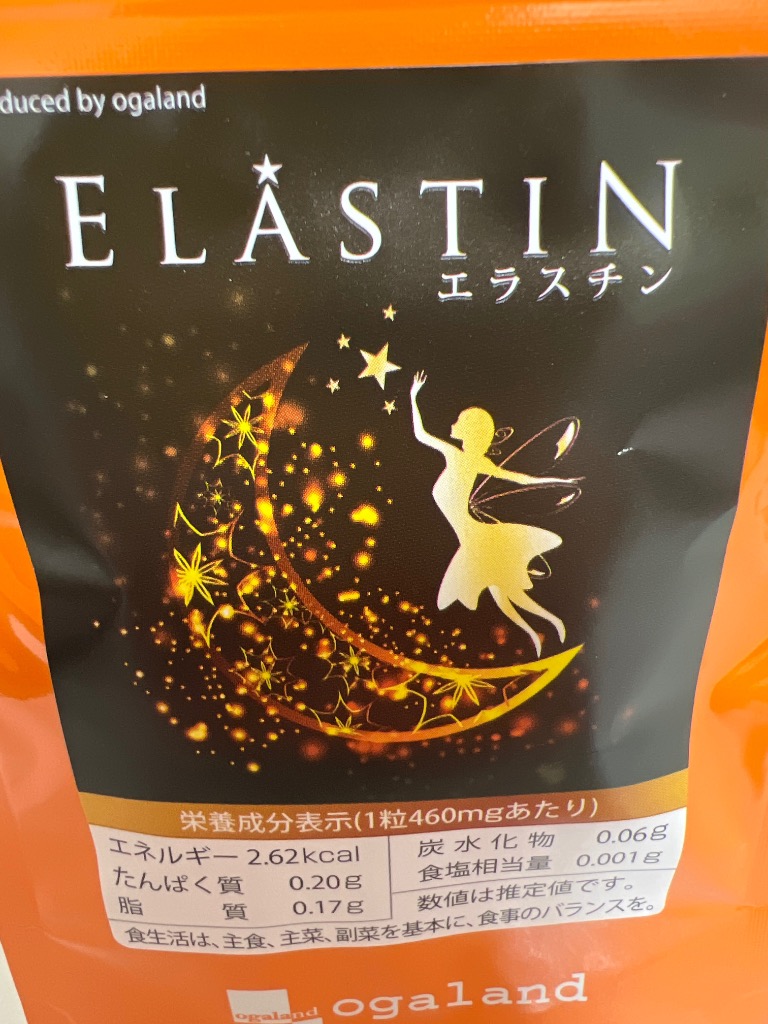 duced by ogaland
ELASTIN
エラスチン
栄養成分表示(1粒460mgあたり)
エネルギー 2.62kcal
たんぱく質 0.20g
脂質 0.17g
炭水化物 0.06g
食塩相当量 0.001g
数値は推定値です。
食生活は、主食、主菜、副菜を基本に、食事のバランスを。
ogaland
ogaland